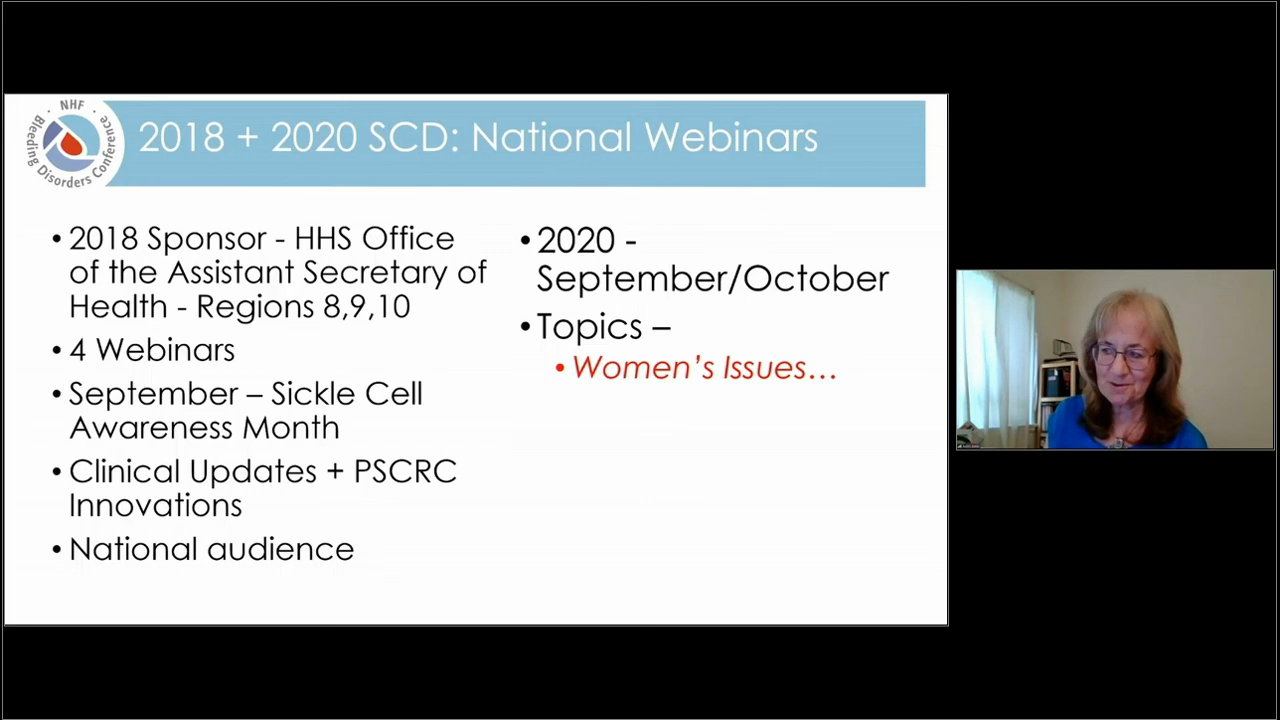 NHF
Bleeding Disorders Conference
2018 + 2020 SCD: National Webinars
• 2018 Sponsor - HHS Office
of the Assistant Secretary of
Health - Regions 8,9,10
• 4 Webinars
• September – Sickle Cell
Awareness Month
• Clinical Updates + PSCRC
Innovations
• National audience
• 2020 -
September/October
• Topics –
• Women's Issues…